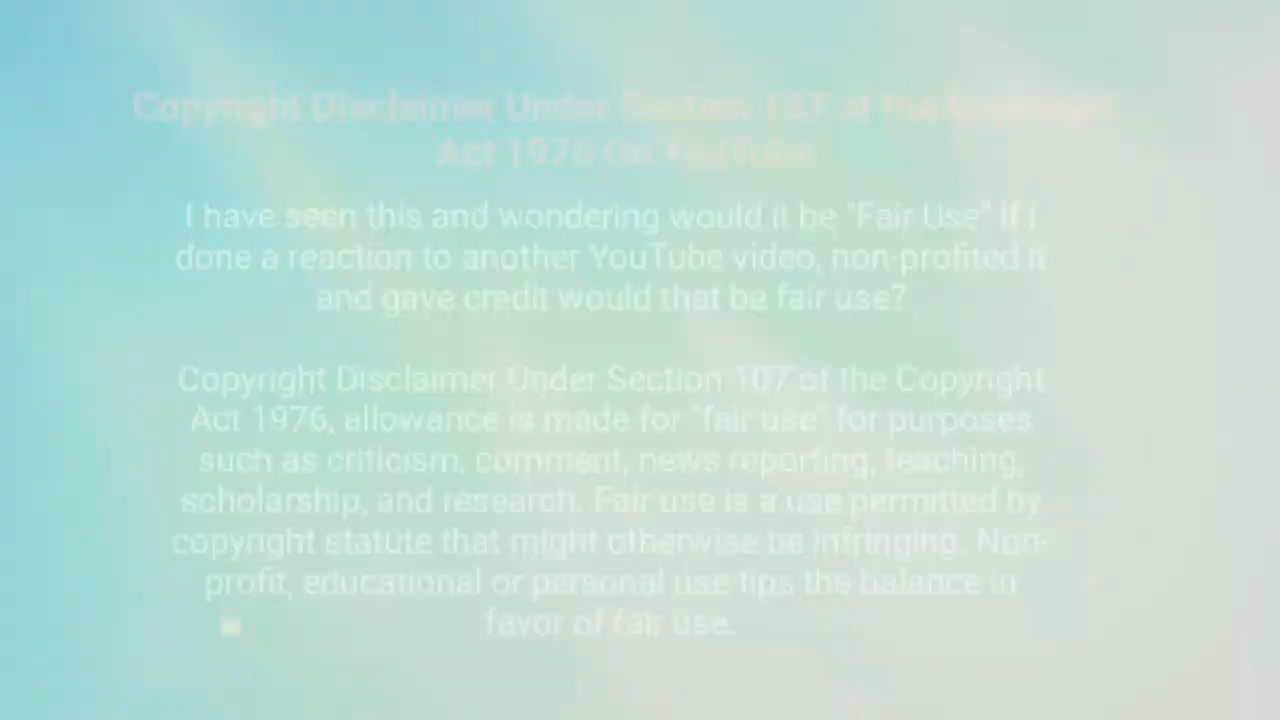 Copyright Disclaimer Under Section 107 of the Copyright
Act 1976 On YouTube
I have seen this and wondering would it be "Fair Use" if I
done a reaction to another YouTube video, non-profited it
and gave credit would that be fair use?
Copyright Disclaimer Under Section 107 of the Copyright
Act 1976, allowance is made for "fair use" for purposes
such as criticism, comment, news reporting, teaching,
scholarship, and research. Fair use is a use permitted by
copyright statute that might otherwise be infringing. Non-
profit, educational or personal use tips the balance in
favor of fair use.